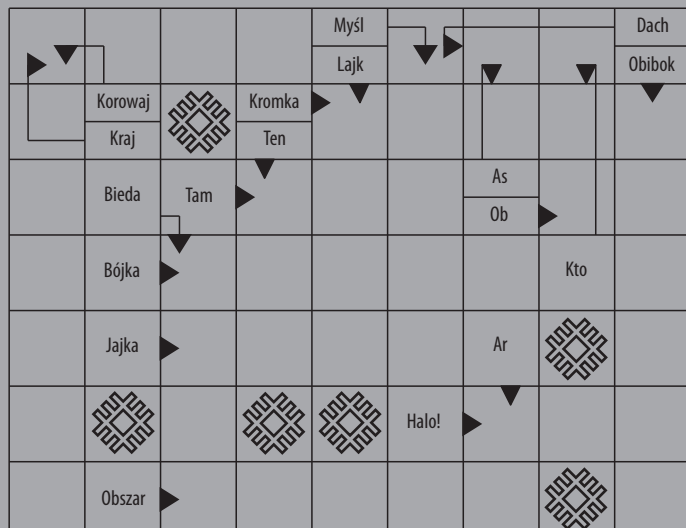 Myśl
Dach
Lajk
Obibok
Korowaj
Kromka
Kraj
Ten
Bieda
Tam
As
Ob
Bójka
Kto
Jajka
Ar
Halo!
Obszar